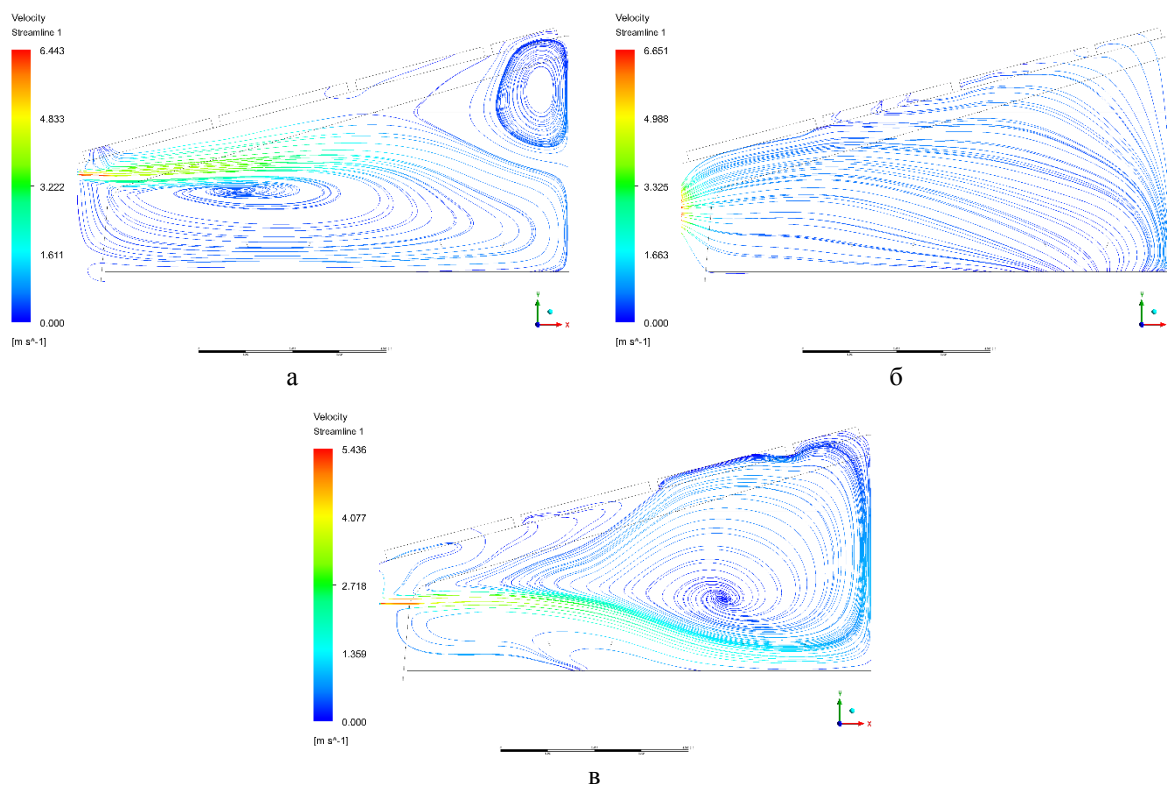 Velocity
Streamline 1
6.443
4.833
3.222
1.611
0.000
[m s^-1]
Y
X
а
Velocity
Streamline 1
6.651
4.988
3.325
1.663
0.000
[m s^-1]
Y
X
б
Velocity
Streamline 1
5.436
4.077
2.718
1.359
0.000
[m s^-1]
Y
X
в